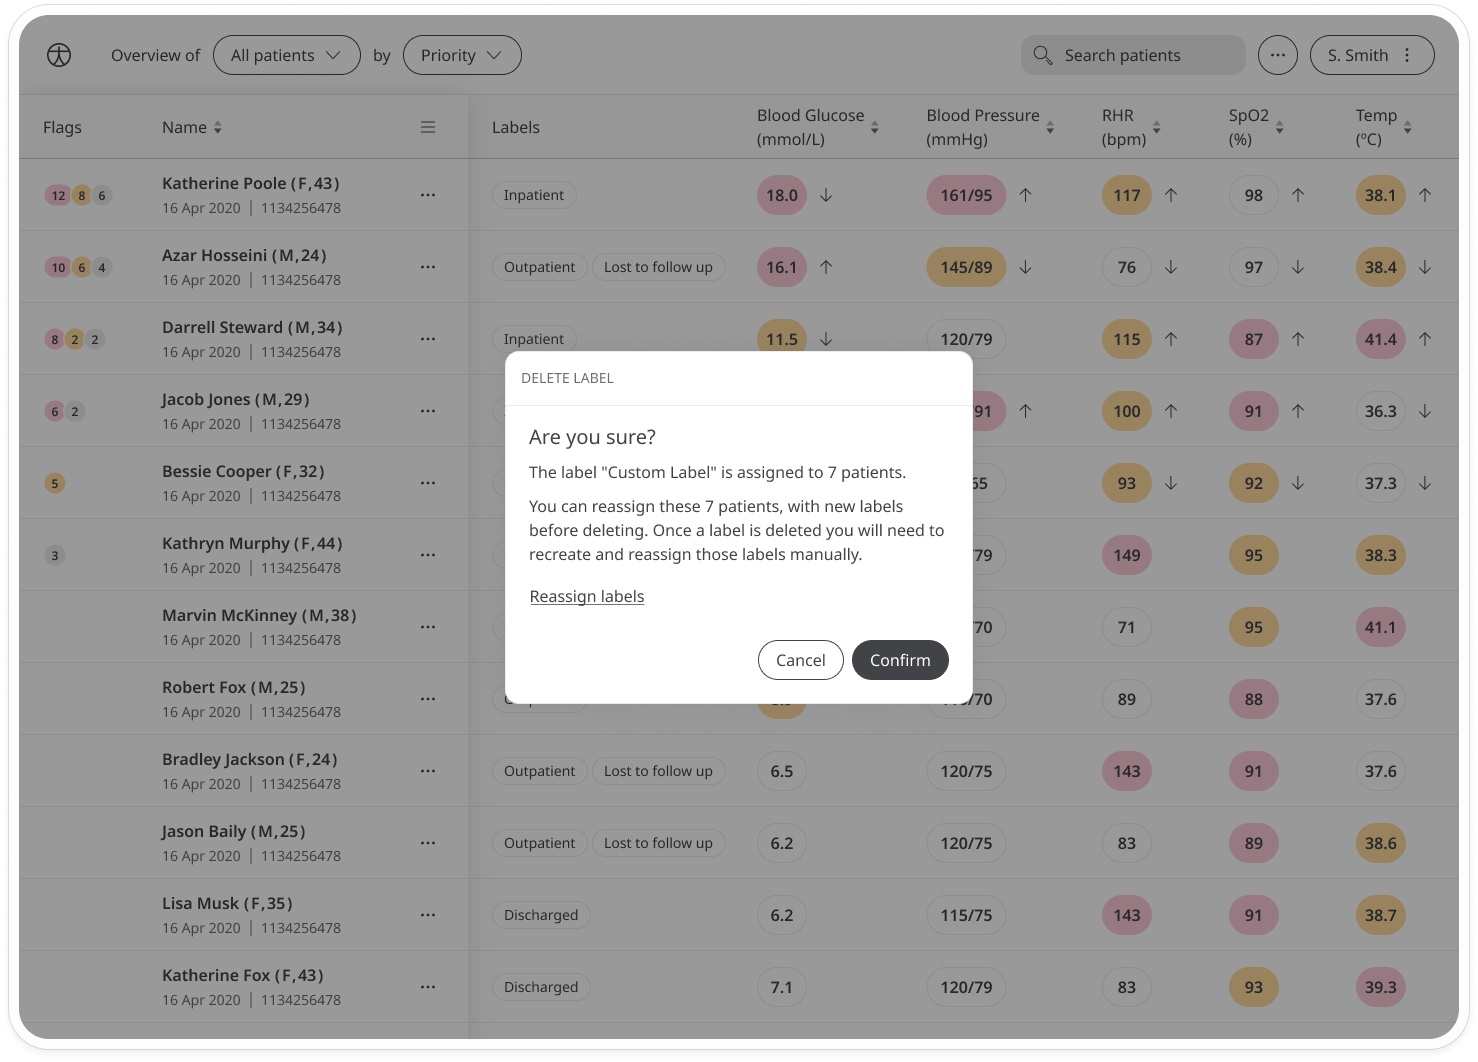 Overview of All patients by Priority Search patients ... S. Smith
Flags Name Labels Blood Glucose (mmol/L) Blood Pressure (mmHg) RHR (bpm) SpO2 (%) Temp (ºC)
12 8 6 Katherine Poole (F,43) Inpatient 18.0 ↓ 161/95 ↑ 117 ↑ 98 ↑ 38.1 ↑
16 Apr 2020 | 1134256478
10 6 4 Azar Hosseini (M,24) Outpatient Lost to follow up 16.1 ↑ 145/89 ↓ 76 ↓ 97 ↓ 38.4 ↓
16 Apr 2020 | 1134256478
8 2 2 Darrell Steward (M,34) Inpatient 11.5 ↓ 120/79 115 ↑ 87 ↑ 41.4 ↑
16 Apr 2020 | 1134256478
6 2 Jacob Jones (M,29) /91 ↑ 100 ↑ 91 ↑ 36.3 ↓
16 Apr 2020 | 1134256478
5 Bessie Cooper (F,32) 93 ↓ 92 ↓ 37.3 ↓
16 Apr 2020 | 1134256478
3 Kathryn Murphy (F,44) /79 149 95 38.3
16 Apr 2020 | 1134256478
Marvin McKinney (M,38) /70 71 95 41.1
16 Apr 2020 | 1134256478
Robert Fox (M,25) /70 89 88 37.6
16 Apr 2020 | 1134256478
Bradley Jackson (F,24) Outpatient Lost to follow up 6.5 120/75 143 91 37.6
16 Apr 2020 | 1134256478
Jason Baily (M,25) Outpatient Lost to follow up 6.2 120/75 83 89 38.6
16 Apr 2020 | 1134256478
Lisa Musk (F,35) Discharged 6.2 115/75 143 91 38.7
16 Apr 2020 | 1134256478
Katherine Fox (F,43) Discharged 7.1 120/79 83 93 39.3
16 Apr 2020 | 1134256478
DELETE LABEL
Are you sure?
The label "Custom Label" is assigned to 7 patients.
You can reassign these 7 patients, with new labels
before deleting. Once a label is deleted you will need to
recreate and reassign those labels manually.
Reassign labels
Cancel Confirm